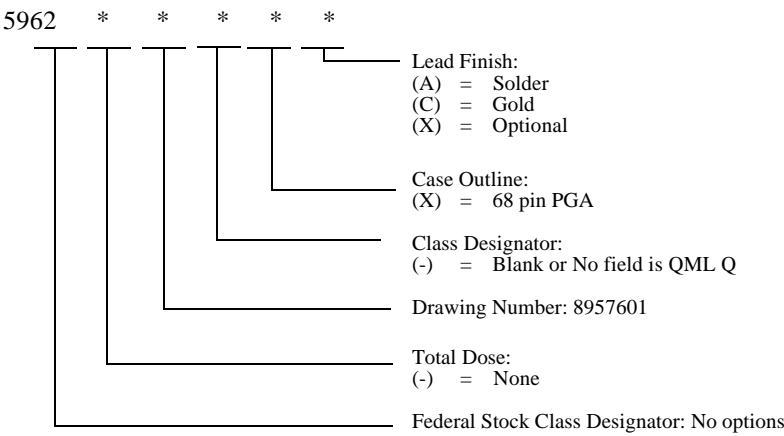 5962 * * * * *
Lead Finish:
(A) = Solder
(C) = Gold
(X) = Optional
Case Outline:
(X) = 68 pin PGA
Class Designator:
(-) = Blank or No field is QML Q
Drawing Number: 8957601
Total Dose:
(-) = None
Federal Stock Class Designator: No options